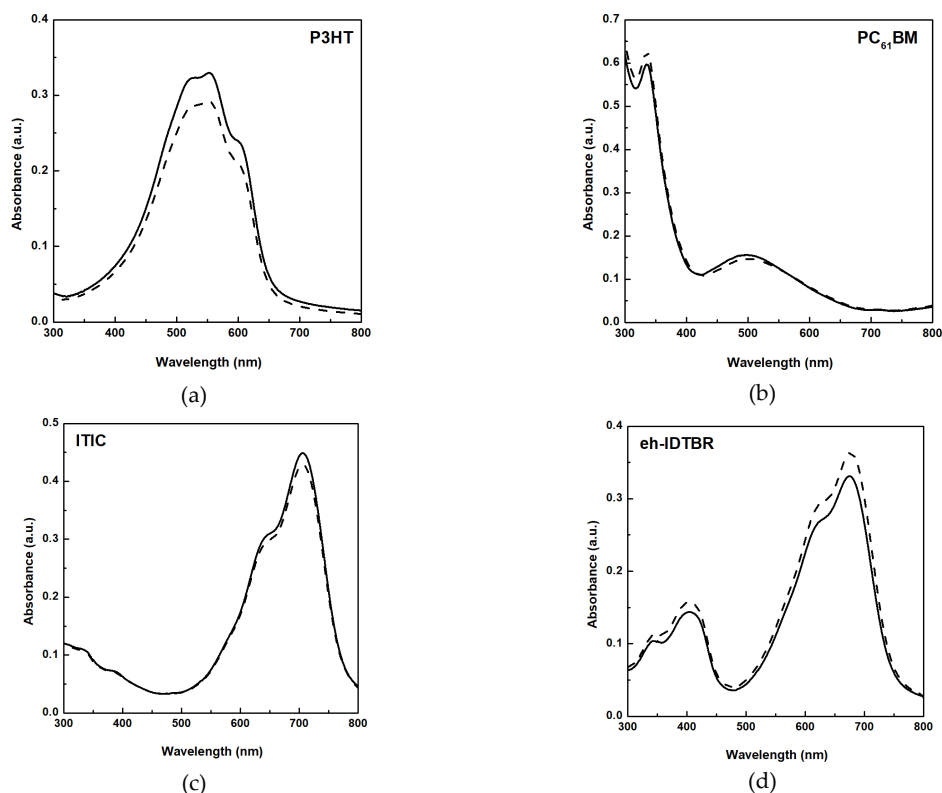 P3HT
Absorbance (a.u.)
0.4
0.3
0.2
0.1
0.0
300 400 500 600 700 800
Wavelength (nm)
(a)
PC₆₁BM
Absorbance (a.u.)
0.7
0.6
0.5
0.4
0.3
0.2
0.1
0.0
300 400 500 600 700 800
Wavelength (nm)
(b)
ITIC
Absorbance (a.u.)
0.5
0.4
0.3
0.2
0.1
0.0
300 400 500 600 700 800
Wavelength (nm)
(c)
eh-IDTBR
Absorbance (a.u.)
0.4
0.3
0.2
0.1
0.0
300 400 500 600 700 800
Wavelength (nm)
(d)